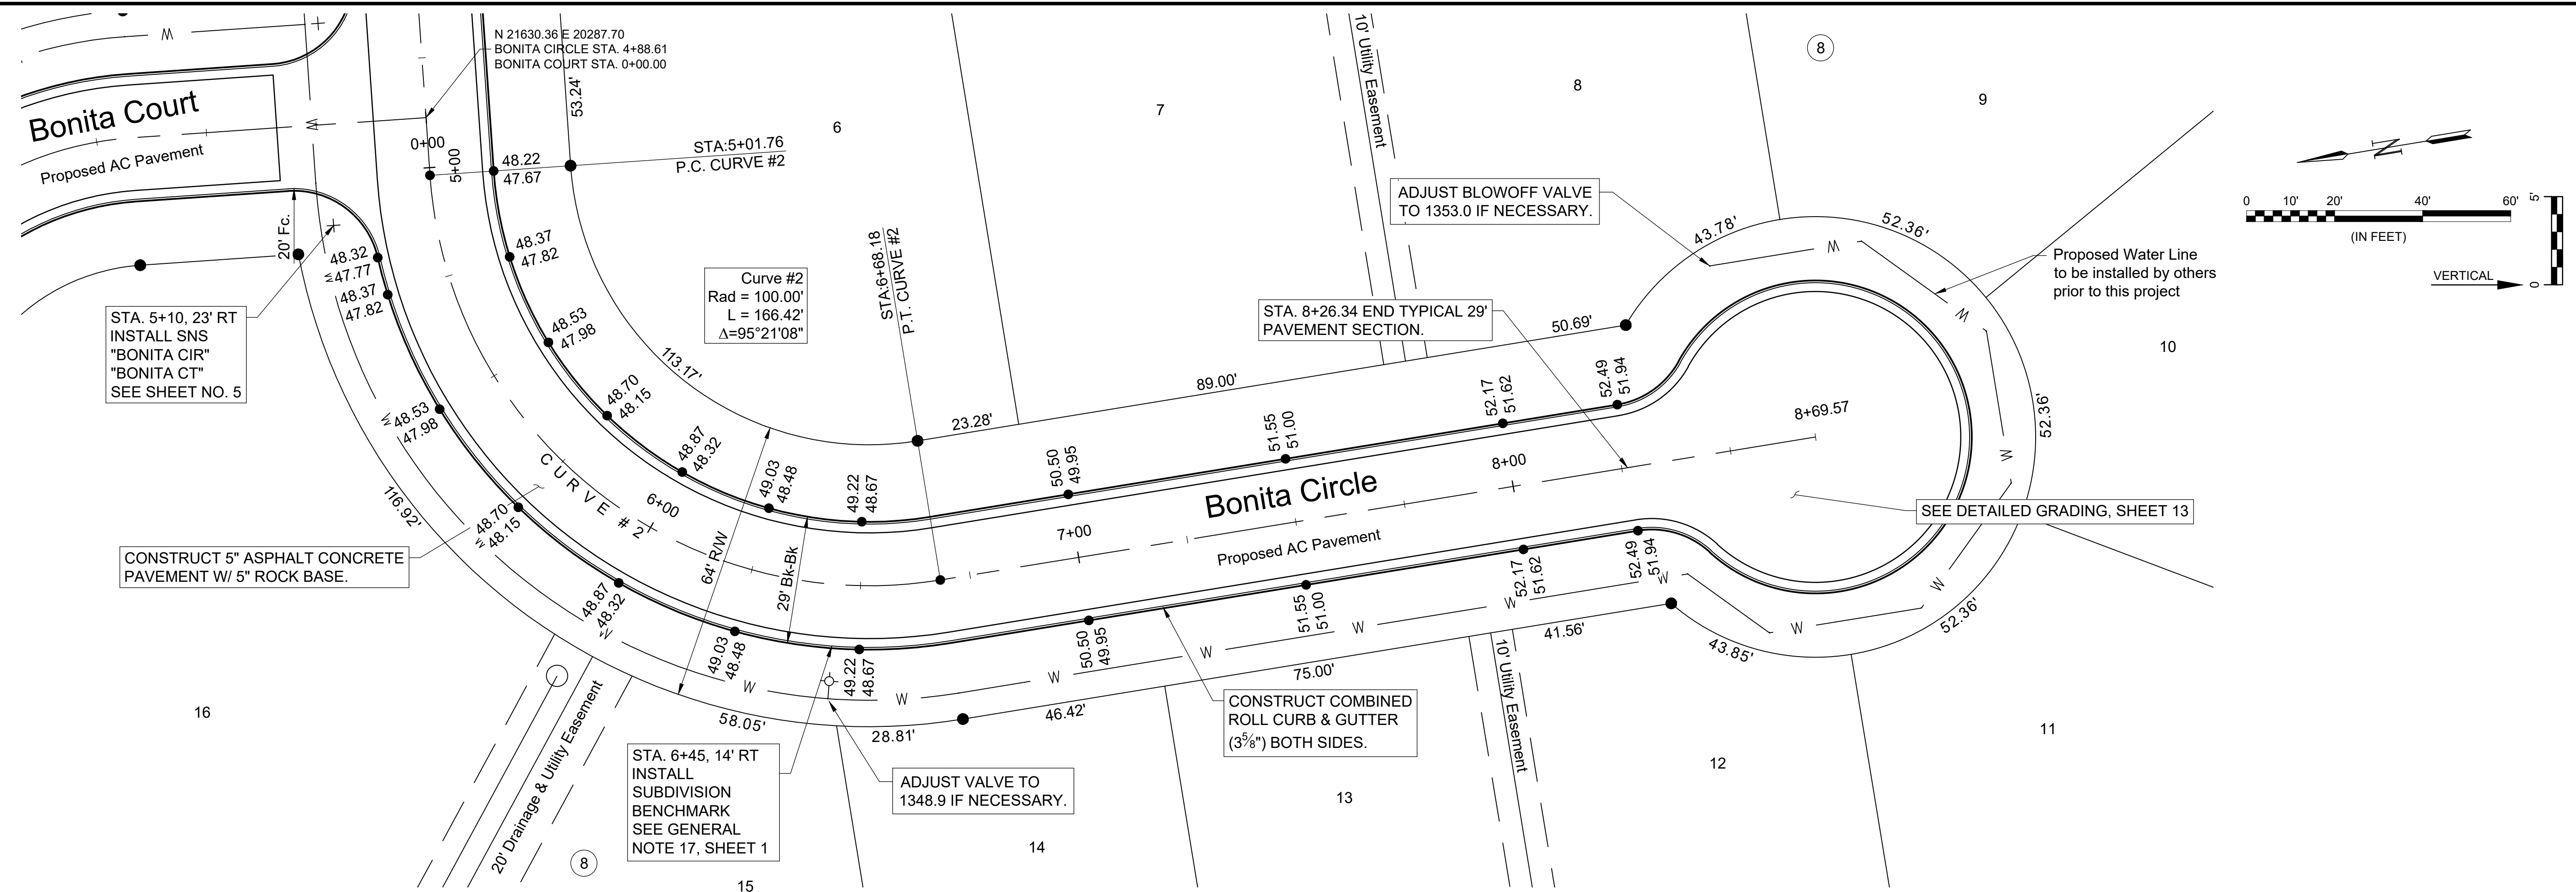 N 21630.36 E 20287.70
BONITA CIRCLE STA. 4+88.61
BONITA COURT STA. 0+00.00
W
Bonita Court
Proposed AC Pavement
W
0+00
5+00
53.24'
48.22
47.67
STA:5+01.76
P.C. CURVE #2
6
7
8
8
9
10' Utility Easement
20' Fc.
48.32
47.77
W
48.37
47.82
48.37
47.82
48.53
47.98
48.70
48.15
48.87
48.32
49.03
48.48
49.22
48.67
STA. 5+10, 23' RT
INSTALL SNS
"BONITA CIR"
"BONITA CT"
SEE SHEET NO. 5
Curve #2
Rad = 100.00'
L = 166.42'
Δ=95°21'08"
STA:6+68.18
P.T. CURVE #2
113.17'
23.28'
89.00'
50.69'
43.78'
52.36'
52.36'
52.36'
43.85'
ADJUST BLOWOFF VALVE
TO 1353.0 IF NECESSARY.
STA. 8+26.34 END TYPICAL 29'
PAVEMENT SECTION.
W
W
W
W
W
Proposed Water Line
to be installed by others
prior to this project
10
N
0 10' 20' 40' 60'
(IN FEET)
VERTICAL
0
5'
50.50
49.95
51.55
51.00
52.17
51.62
52.49
51.94
8+69.57
8+00
7+00
6+00
CURVE #2
Bonita Circle
Proposed AC Pavement
SEE DETAILED GRADING, SHEET 13
W
48.53
47.98
W
48.70
48.15
116.92'
CONSTRUCT 5" ASPHALT CONCRETE
PAVEMENT W/ 5" ROCK BASE.
64' R/W
29' Bk-Bk
48.87
48.32
W
49.03
48.48
49.22
48.67
50.50
49.95
51.55
51.00
52.17
51.62
52.49
51.94
W
W
W
W
W
W
W
58.05'
28.81'
46.42'
75.00'
41.56'
10' Utility Easement
20' Drainage & Utility Easement
16
8
STA. 6+45, 14' RT
INSTALL
SUBDIVISION
BENCHMARK
SEE GENERAL
NOTE 17, SHEET 1
ADJUST VALVE TO
1348.9 IF NECESSARY.
CONSTRUCT COMBINED
ROLL CURB & GUTTER
(3⅝") BOTH SIDES.
15
14
13
12
11